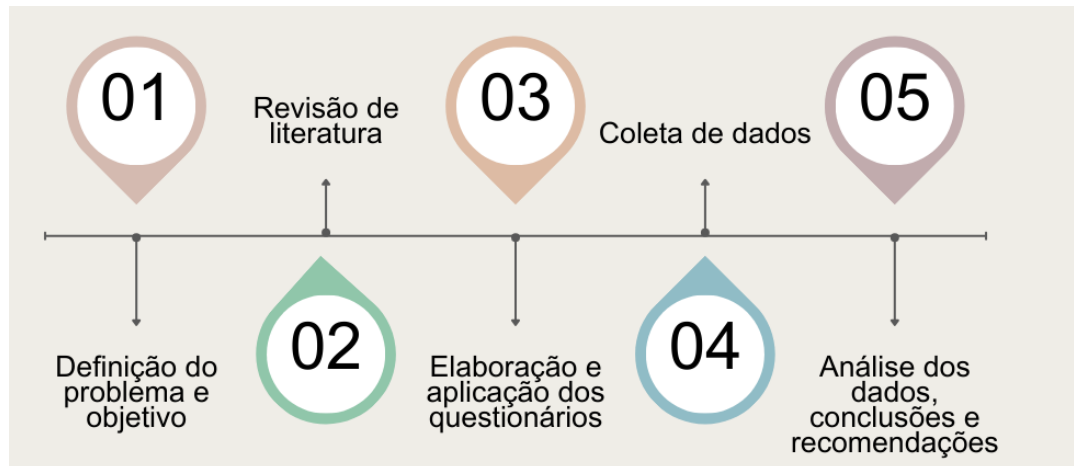 01
Definição do
problema e
objetivo
Revisão de
literatura
02
03
Elaboração e
aplicação dos
questionários
Coleta de dados
04
05
Análise dos
dados,
conclusões e
recomendações